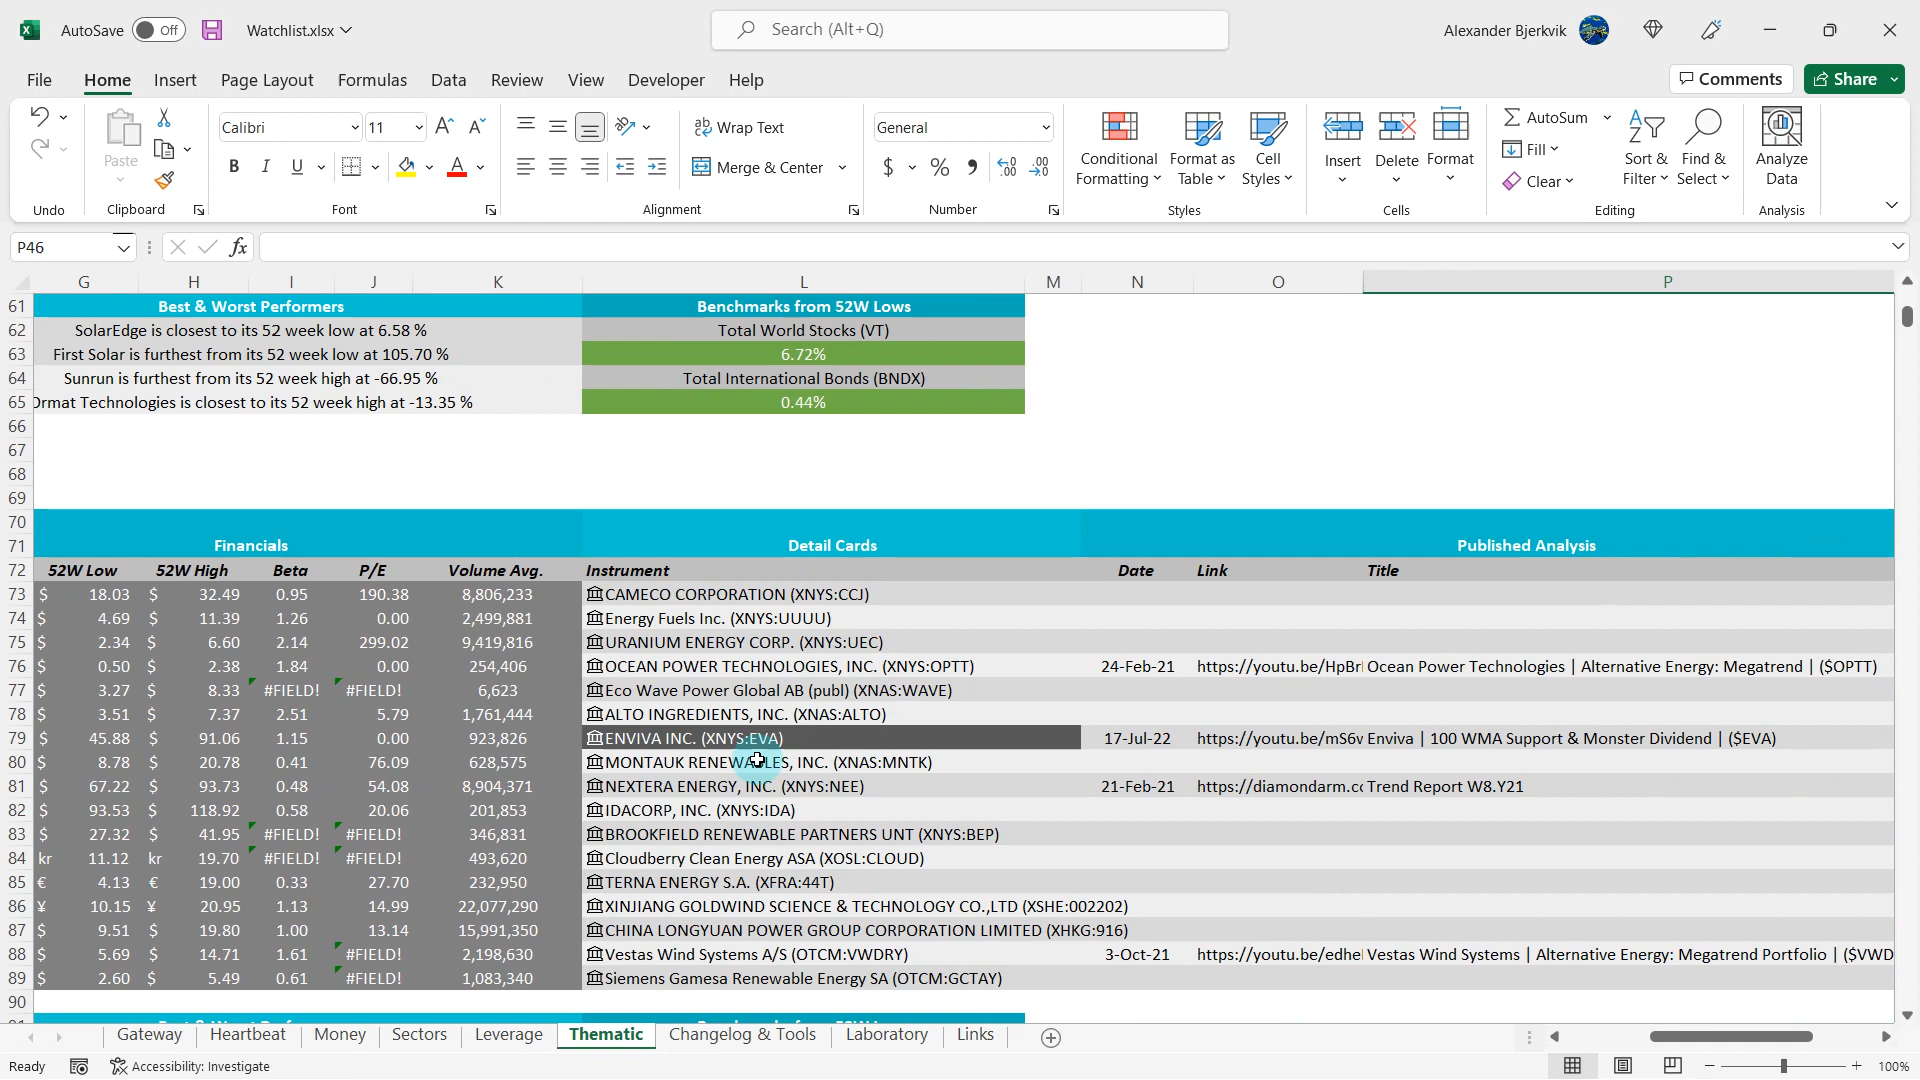 AutoSave Off Watchlist.xlsx Search (Alt+Q) Alexander Bjerkvik
File Home Insert Page Layout Formulas Data Review View Developer Help Comments Share
Calibri 11 Wrap Text General AutoSum
Paste B I U Merge & Center $ % Conditional Formatting Format as Table Cell Styles Insert Delete Format Fill Sort & Filter Find & Select Analyze Data
Clear
Undo Clipboard Font Alignment Number Styles Cells Editing Analysis
P46 fx
G H I J K L M N O P
61 Best & Worst Performers Benchmarks from 52W Lows
62 SolarEdge is closest to its 52 week low at 6.58 % Total World Stocks (VT)
63 First Solar is furthest from its 52 week low at 105.70 % 6.72%
64 Sunrun is furthest from its 52 week high at -66.95 % Total International Bonds (BNDX)
65 Ormat Technologies is closest to its 52 week high at -13.35 % 0.44%
66
67
68
69
70
71 Financials Detail Cards Published Analysis
72 52W Low 52W High Beta P/E Volume Avg. Instrument Date Link Title
73 $ 18.03 $ 32.49 0.95 190.38 8,806,233 CAMECO CORPORATION (XNYS:CCJ)
74 $ 4.69 $ 11.39 1.26 0.00 2,499,881 Energy Fuels Inc. (XNYS:UUUU)
75 $ 2.34 $ 6.60 2.14 299.02 9,419,816 URANIUM ENERGY CORP. (XNYS:UEC)
76 $ 0.50 $ 2.38 1.84 0.00 254,406 OCEAN POWER TECHNOLOGIES, INC. (XNYS:OPTT) 24-Feb-21 https://youtu.be/HpBr Ocean Power Technologies | Alternative Energy: Megatrend | ($OPTT)
77 $ 3.27 $ 8.33 #FIELD! #FIELD! 6,623 Eco Wave Power Global AB (publ) (XNAS:WAVE)
78 $ 3.51 $ 7.37 2.51 5.79 1,761,444 ALTO INGREDIENTS, INC. (XNAS:ALTO)
79 $ 45.88 $ 91.06 1.15 0.00 923,826 ENVIVA INC. (XNYS:EVA) 17-Jul-22 https://youtu.be/mS6v Enviva | 100 WMA Support & Monster Dividend | ($EVA)
80 $ 8.78 $ 20.78 0.41 76.09 628,575 MONTAUK RENEWABLES, INC. (XNAS:MNTK)
81 $ 67.22 $ 93.73 0.48 54.08 8,904,371 NEXTERA ENERGY, INC. (XNYS:NEE) 21-Feb-21 https://diamondarm.cc Trend Report W8.Y21
82 $ 93.53 $ 118.92 0.58 20.06 201,853 IDACORP, INC. (XNYS:IDA)
83 $ 27.32 $ 41.95 #FIELD! #FIELD! 346,831 BROOKFIELD RENEWABLE PARTNERS UNT (XNYS:BEP)
84 kr 11.12 kr 19.70 #FIELD! #FIELD! 493,620 Cloudberry Clean Energy ASA (XOSL:CLOUD)
85 € 4.13 € 19.00 0.33 27.70 232,950 TERNA ENERGY S.A. (XFRA:44T)
86 ¥ 10.15 ¥ 20.95 1.13 14.99 22,077,290 XINJIANG GOLDWIND SCIENCE & TECHNOLOGY CO.,LTD (XSHE:002202)
87 $ 9.51 $ 19.80 1.00 13.14 15,991,350 CHINA LONGYUAN POWER GROUP CORPORATION LIMITED (XHKG:916)
88 $ 5.69 $ 14.71 1.61 #FIELD! 2,198,630 Vestas Wind Systems A/S (OTCM:VWDRY) 3-Oct-21 https://youtu.be/edhe Vestas Wind Systems | Alternative Energy: Megatrend Portfolio | ($VWD
89 $ 2.60 $ 5.49 0.61 #FIELD! 1,083,340 Siemens Gamesa Renewable Energy SA (OTCM:GCTAY)
90
Gateway Heartbeat Money Sectors Leverage Thematic Changelog & Tools Laboratory Links
Ready Accessibility: Investigate 100%